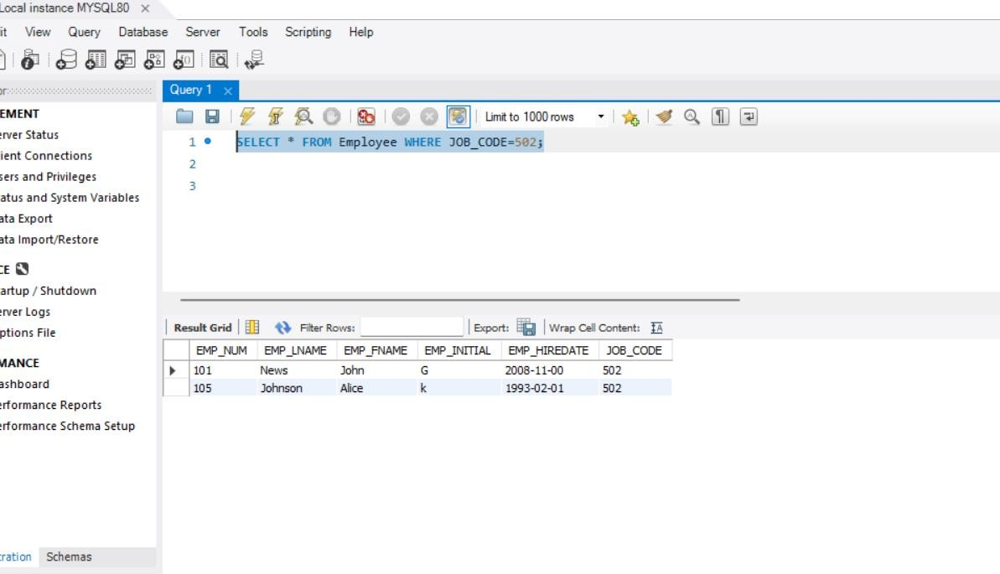 Local instance MYSQL80
it View Query Database Server Tools Scripting Help
Query 1
EMENT
erver Status
ient Connections
sers and Privileges
atus and System Variables
ata Export
ata Import/Restore
CE
artup / Shutdown
erver Logs
ptions File
MANCE
ashboard
erformance Reports
erformance Schema Setup
ration Schemas
Limit to 1000 rows
1 SELECT * FROM Employee WHERE JOB_CODE=502;
2
3
Result Grid Filter Rows: Export: Wrap Cell Content:
EMP_NUM EMP_LNAME EMP_FNAME EMP_INITIAL EMP_HIREDATE JOB_CODE
101 News John G 2008-11-00 502
105 Johnson Alice k 1993-02-01 502